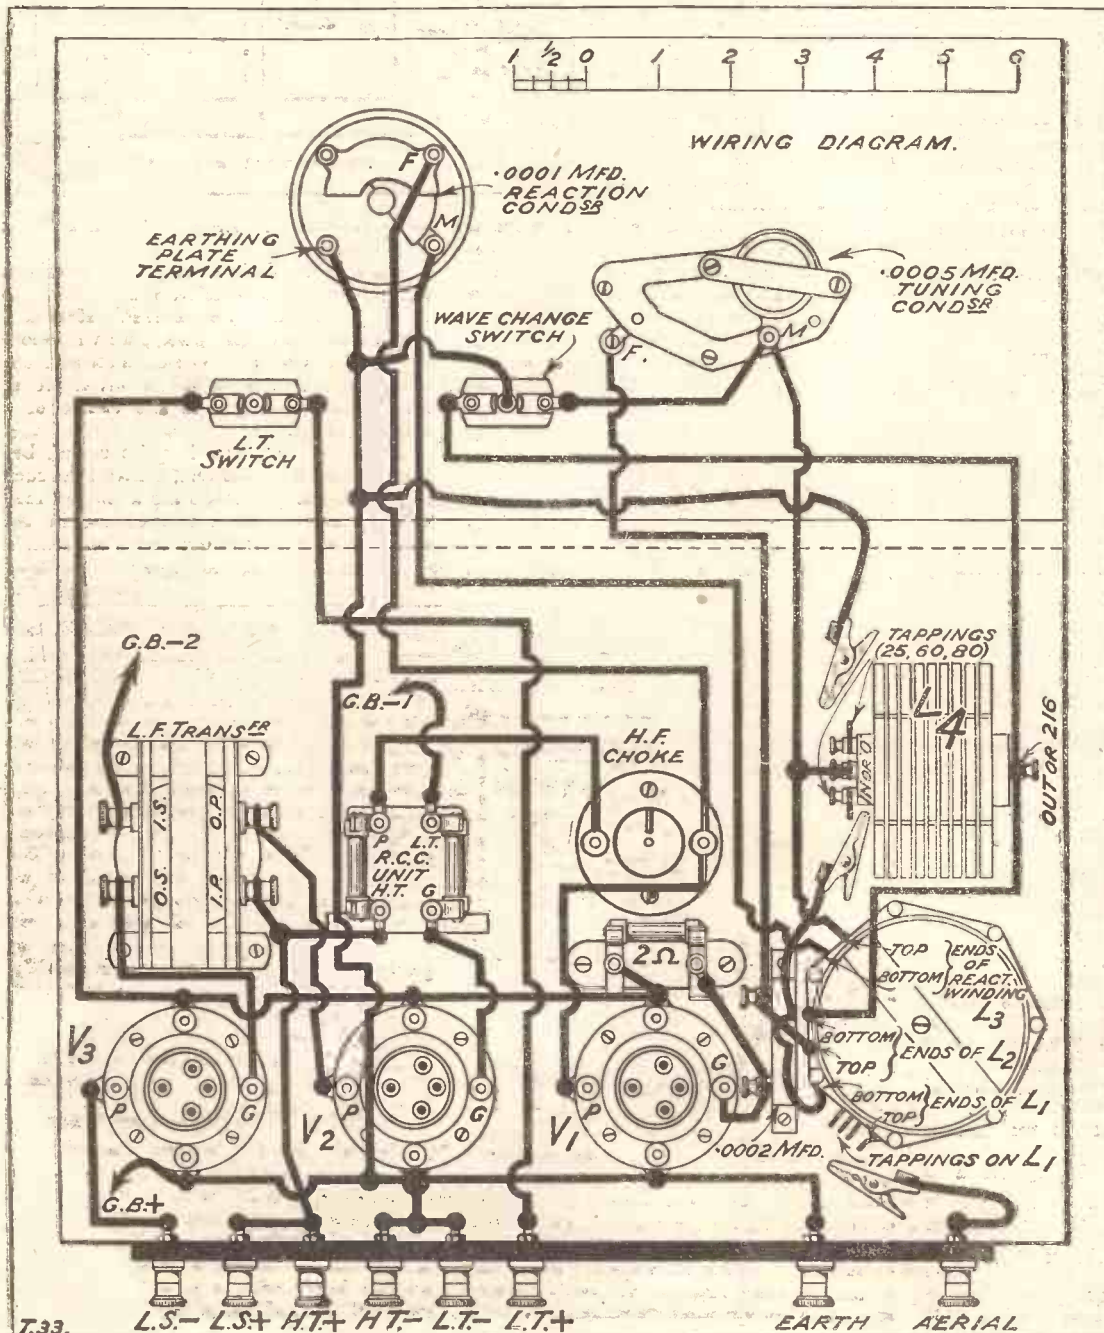 1 ½ 0 1 2 3 4 5 6
WIRING DIAGRAM.
F
M
.0001 MFD.
REACTION
CONDSR
EARTHING
PLATE
TERMINAL
.0005 MFD.
TUNING
CONDSR
M
F.
WAVE CHANGE
SWITCH
L.T.
SWITCH
G.B.-2
G.B.-1
L.F. TRANSFR
I.S.
O.P.
O.S.
I.P.
P L.T.
R.C.C.
UNIT
H.T. G
H.F.
CHOKE
TAPPINGS
(25, 60, 80)
L4
IN OR O
OUT OR 216
2Ω
TOP
BOTTOM
ENDS
OF
REACT.
WINDING
L3
BOTTOM
TOP
ENDS OF L2
BOTTOM
TOP
ENDS OF L1
TAPPINGS ON L1
.0002 MFD.
V3
P
G
V2
P
G
V1
P
G
G.B.+
L.S.- L.S.+ H.T.+ H.T.- L.T.- L.T.+ EARTH AERIAL
T.33.